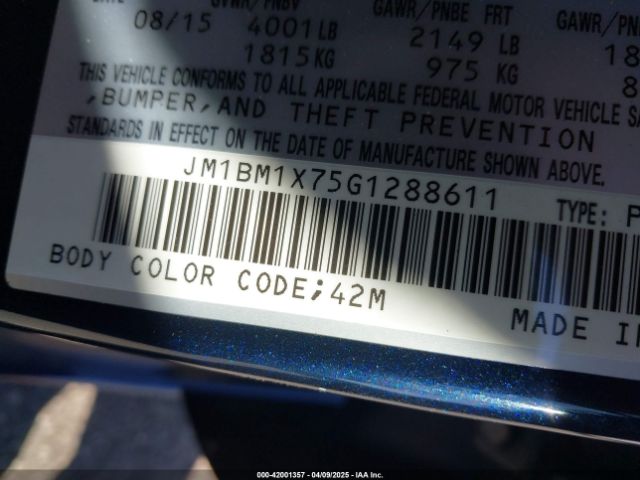 08/15 4001LB 2149 LB
1815KG 975 KG
THIS VEHICLE CONFORMS TO ALL APPLICABLE FEDERAL MOTOR VEHICLE
,BUMPER,AND THEFT PREVENTION
STANDARDS IN EFFECT ON THE DATE OF MANUFACTURE SHOWN ABOVE.
JM1BM1X75G1288611
TYPE:
BODY COLOR CODE;42M
MADE
000-42001357 | 04/09/2025 | IAA Inc.